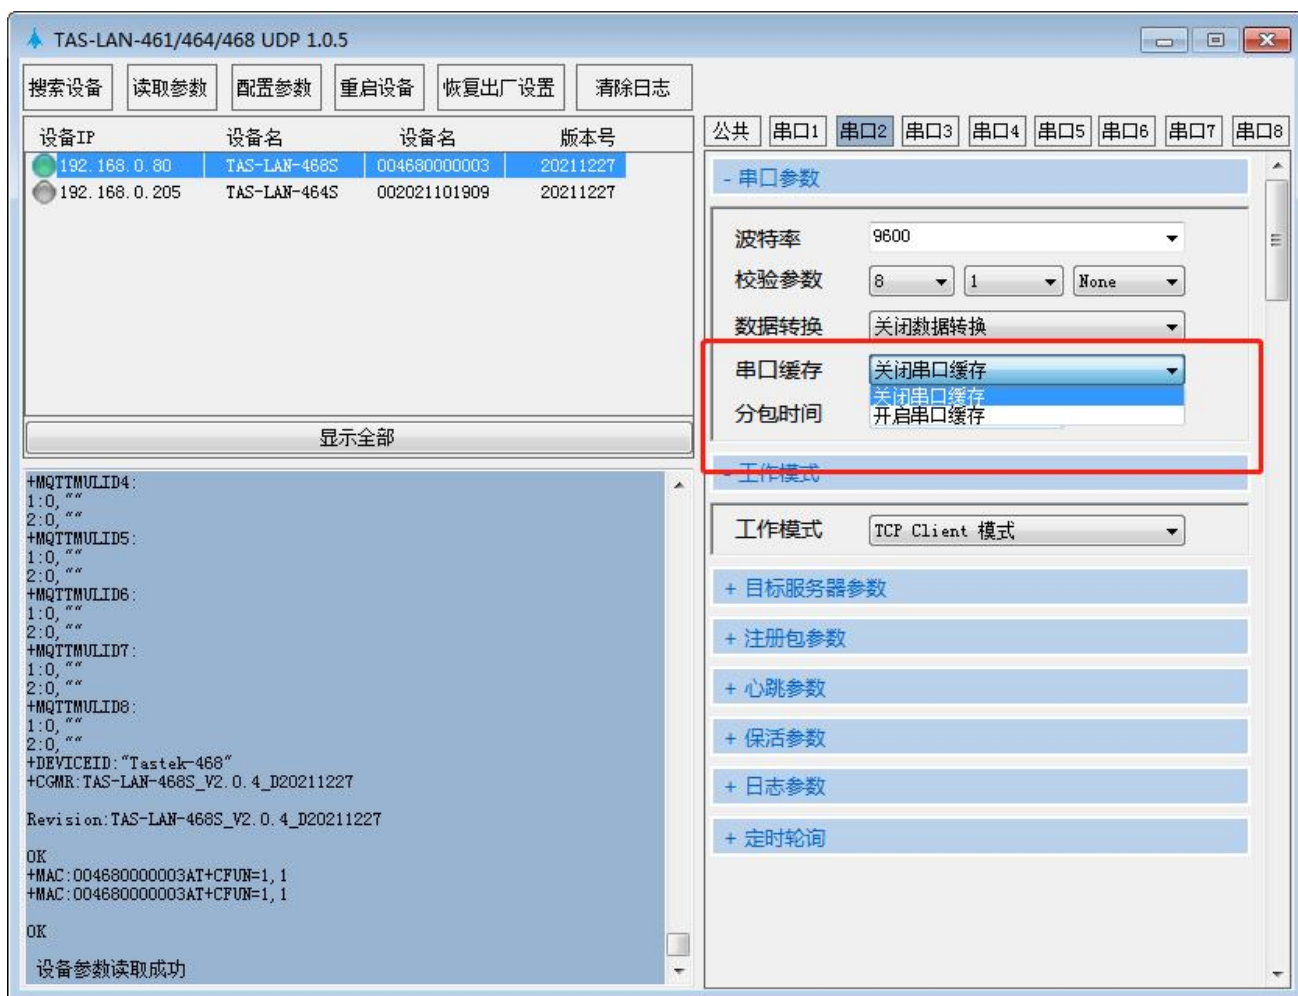 TAS-LAN-461/464/468 UDP 1.0.5
搜索设备 读取参数 配置参数 重启设备 恢复出厂设置 清除日志
设备IP 设备名 设备名 版本号
192.168.0.80 TAS-LAN-468S 004680000003 20211227
192.168.0.205 TAS-LAN-464S 002021101909 20211227
显示全部
+MQTTMULID4:
1:0,""
2:0,""
+MQTTMULID5:
1:0,""
2:0,""
+MQTTMULID6:
1:0,""
2:0,""
+MQTTMULID7:
1:0,""
2:0,""
+MQTTMULID8:
1:0,""
2:0,""
+DEVICEID:"Tastek-468"
+CGMR:TAS-LAN-468S_V2.0.4_D20211227
Revision:TAS-LAN-468S_V2.0.4_D20211227
OK
+MAC:004680000003AT+CFUN=1,1
+MAC:004680000003AT+CFUN=1,1
OK
设备参数读取成功
公共 串口1 串口2 串口3 串口4 串口5 串口6 串口7 串口8
- 串口参数
波特率 9600
校验参数 8 1 None
数据转换 关闭数据转换
串口缓存 关闭串口缓存
关闭串口缓存
分包时间 开启串口缓存
- 工作模式
工作模式 TCP Client 模式
+ 目标服务器参数
+ 注册包参数
+ 心跳参数
+ 保活参数
+ 日志参数
+ 定时轮询